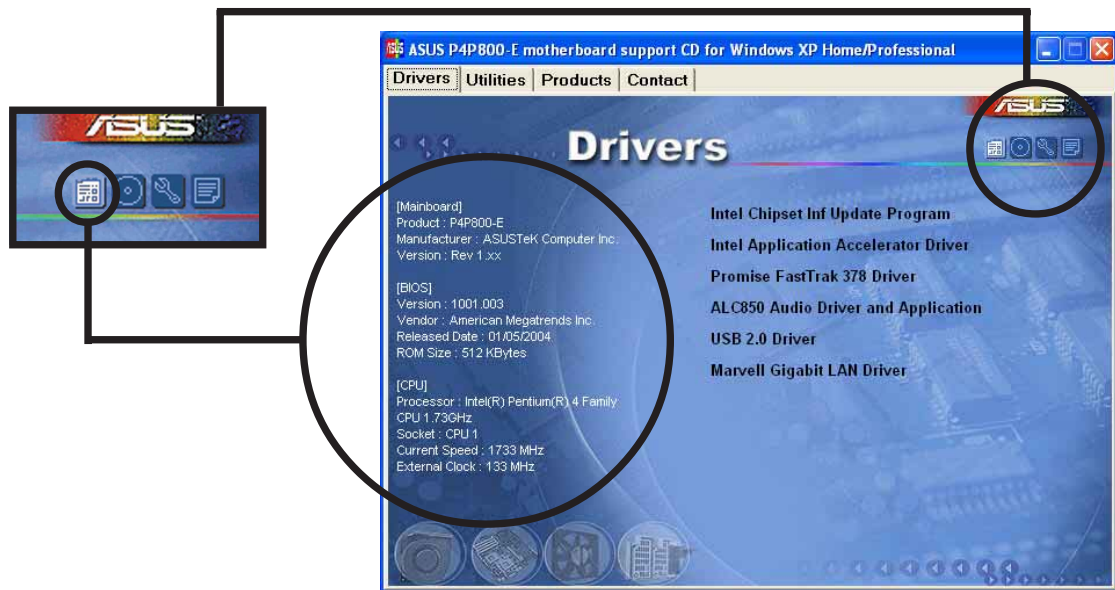 ASUS P4P800-E motherboard support CD for Windows XP Home/Professional
Drivers Utilities Products Contact
ASUS
ASUS
Drivers
[Mainboard]
Product : P4P800-E
Manufacturer : ASUSTeK Computer Inc.
Version : Rev 1.xx
[BIOS]
Version : 1001.003
Vendor : American Megatrends Inc.
Released Date : 01/05/2004
ROM Size : 512 KBytes
[CPU]
Processor : Intel(R) Pentium(R) 4 Family
CPU 1.73GHz
Socket : CPU 1
Current Speed : 1733 MHz
External Clock : 133 MHz
Intel Chipset Inf Update Program
Intel Application Accelerator Driver
Promise FastTrak 378 Driver
ALC850 Audio Driver and Application
USB 2.0 Driver
Marvell Gigabit LAN Driver